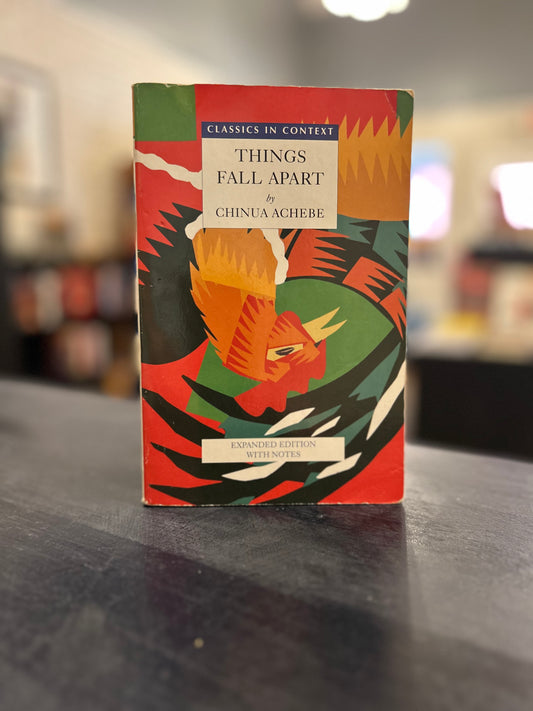 CLASSICS IN CONTEXT
THINGS
FALL APART
by
CHINUA ACHEBE
EXPANDED EDITION
WITH NOTES